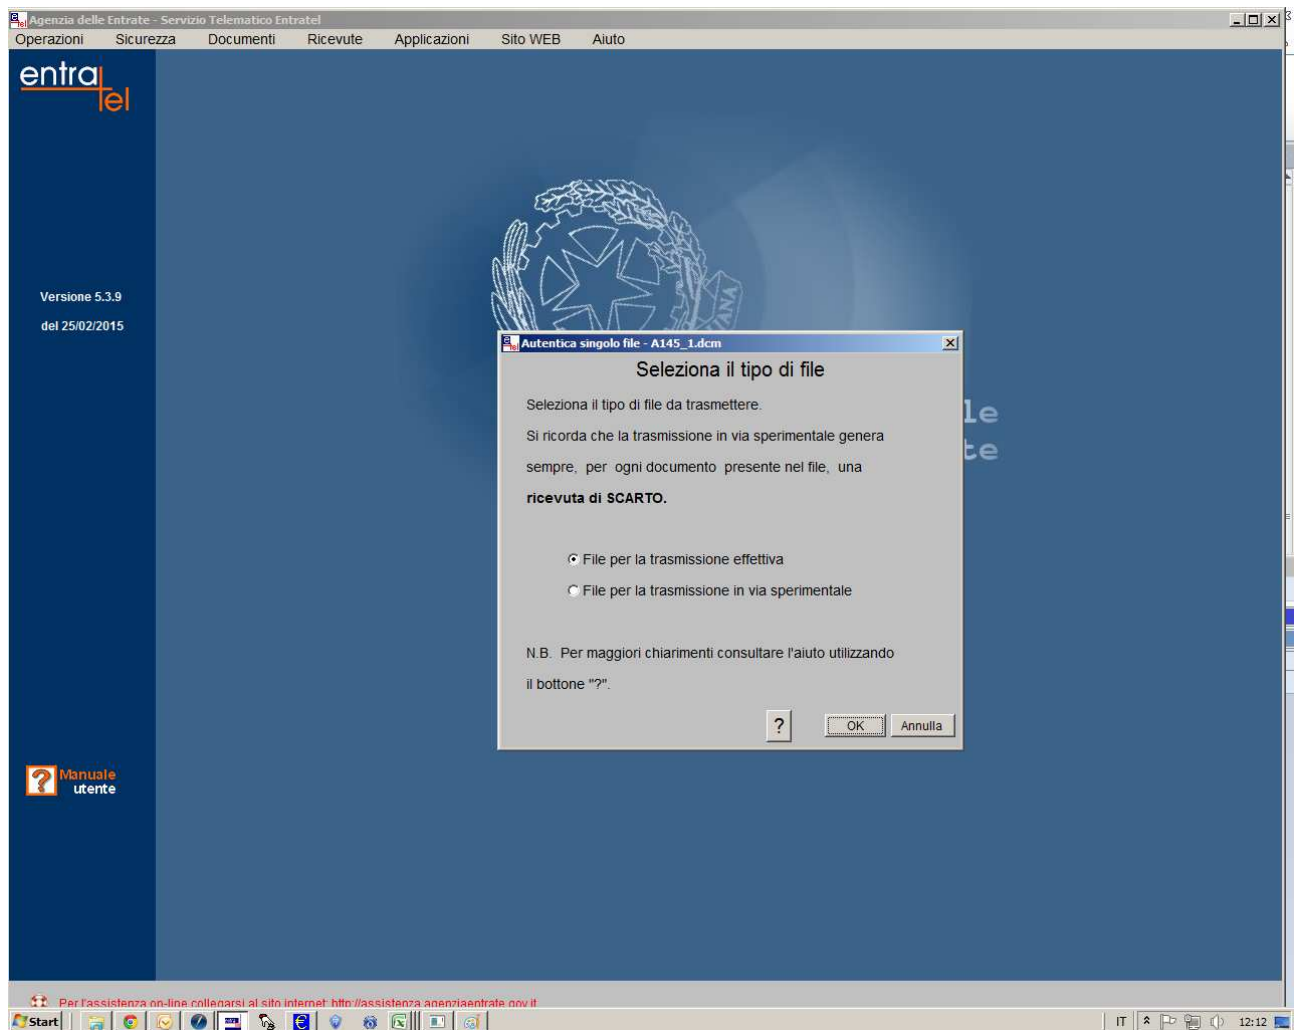 Agenzia delle Entrate - Servizio Telematico Entratel
Operazioni Sicurezza Documenti Ricevute Applicazioni Sito WEB Aiuto
entra
tel
Versione 5.3.9
del 25/02/2015
IANA
le
te
Autentica singolo file - A145_1.dcm
Seleziona il tipo di file
Seleziona il tipo di file da trasmettere.
Si ricorda che la trasmissione in via sperimentale genera
sempre, per ogni documento presente nel file, una
ricevuta di SCARTO.
File per la trasmissione effettiva
File per la trasmissione in via sperimentale
N.B. Per maggiori chiarimenti consultare l'aiuto utilizzando
il bottone "?".
? OK Annulla
? Manuale
utente
Per l'assistenza on-line collegarsi al sito internet: http://assistenza.agenziaentrate.gov.it
Start IT 12:12